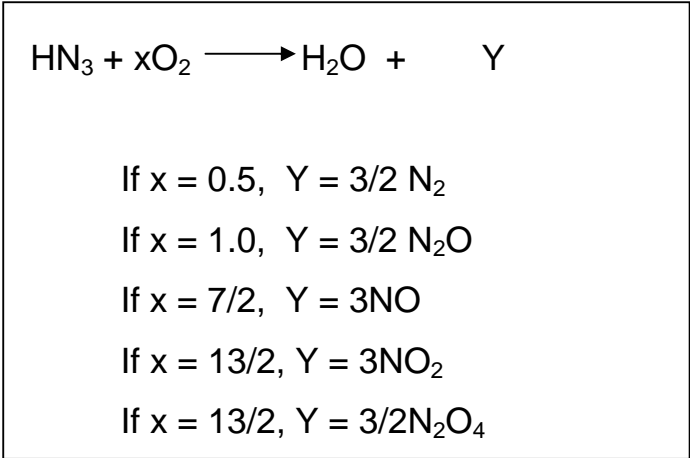 HN₃ + xO₂ ⟶ H₂O + Y
If x = 0.5, Y = 3/2 N₂
If x = 1.0, Y = 3/2 N₂O
If x = 7/2, Y = 3NO
If x = 13/2, Y = 3NO₂
If x = 13/2, Y = 3/2N₂O₄